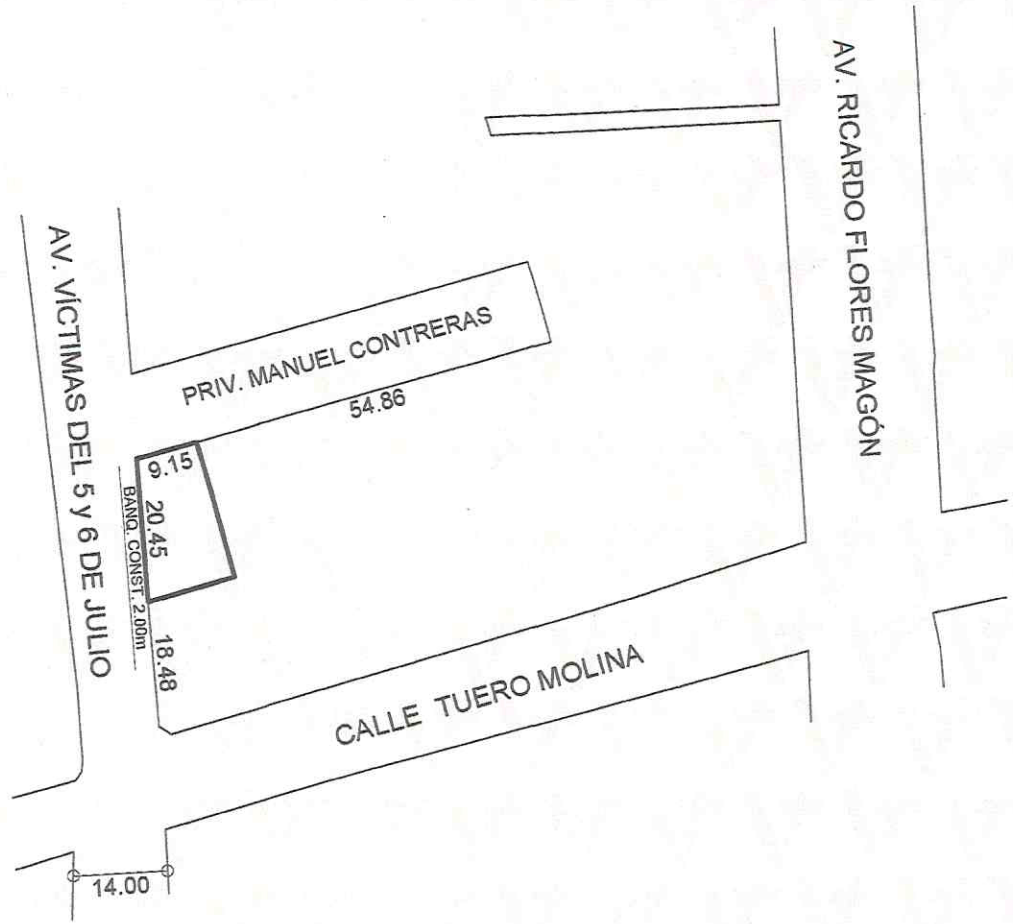 AV. RICARDO FLORES MAGÓN
AV. VÍCTIMAS DEL 5 y 6 DE JULIO
PRIV. MANUEL CONTRERAS
54.86
9.15
20.45
BANQ. CONST. 2.00m
18.48
CALLE TUERO MOLINA
14.00